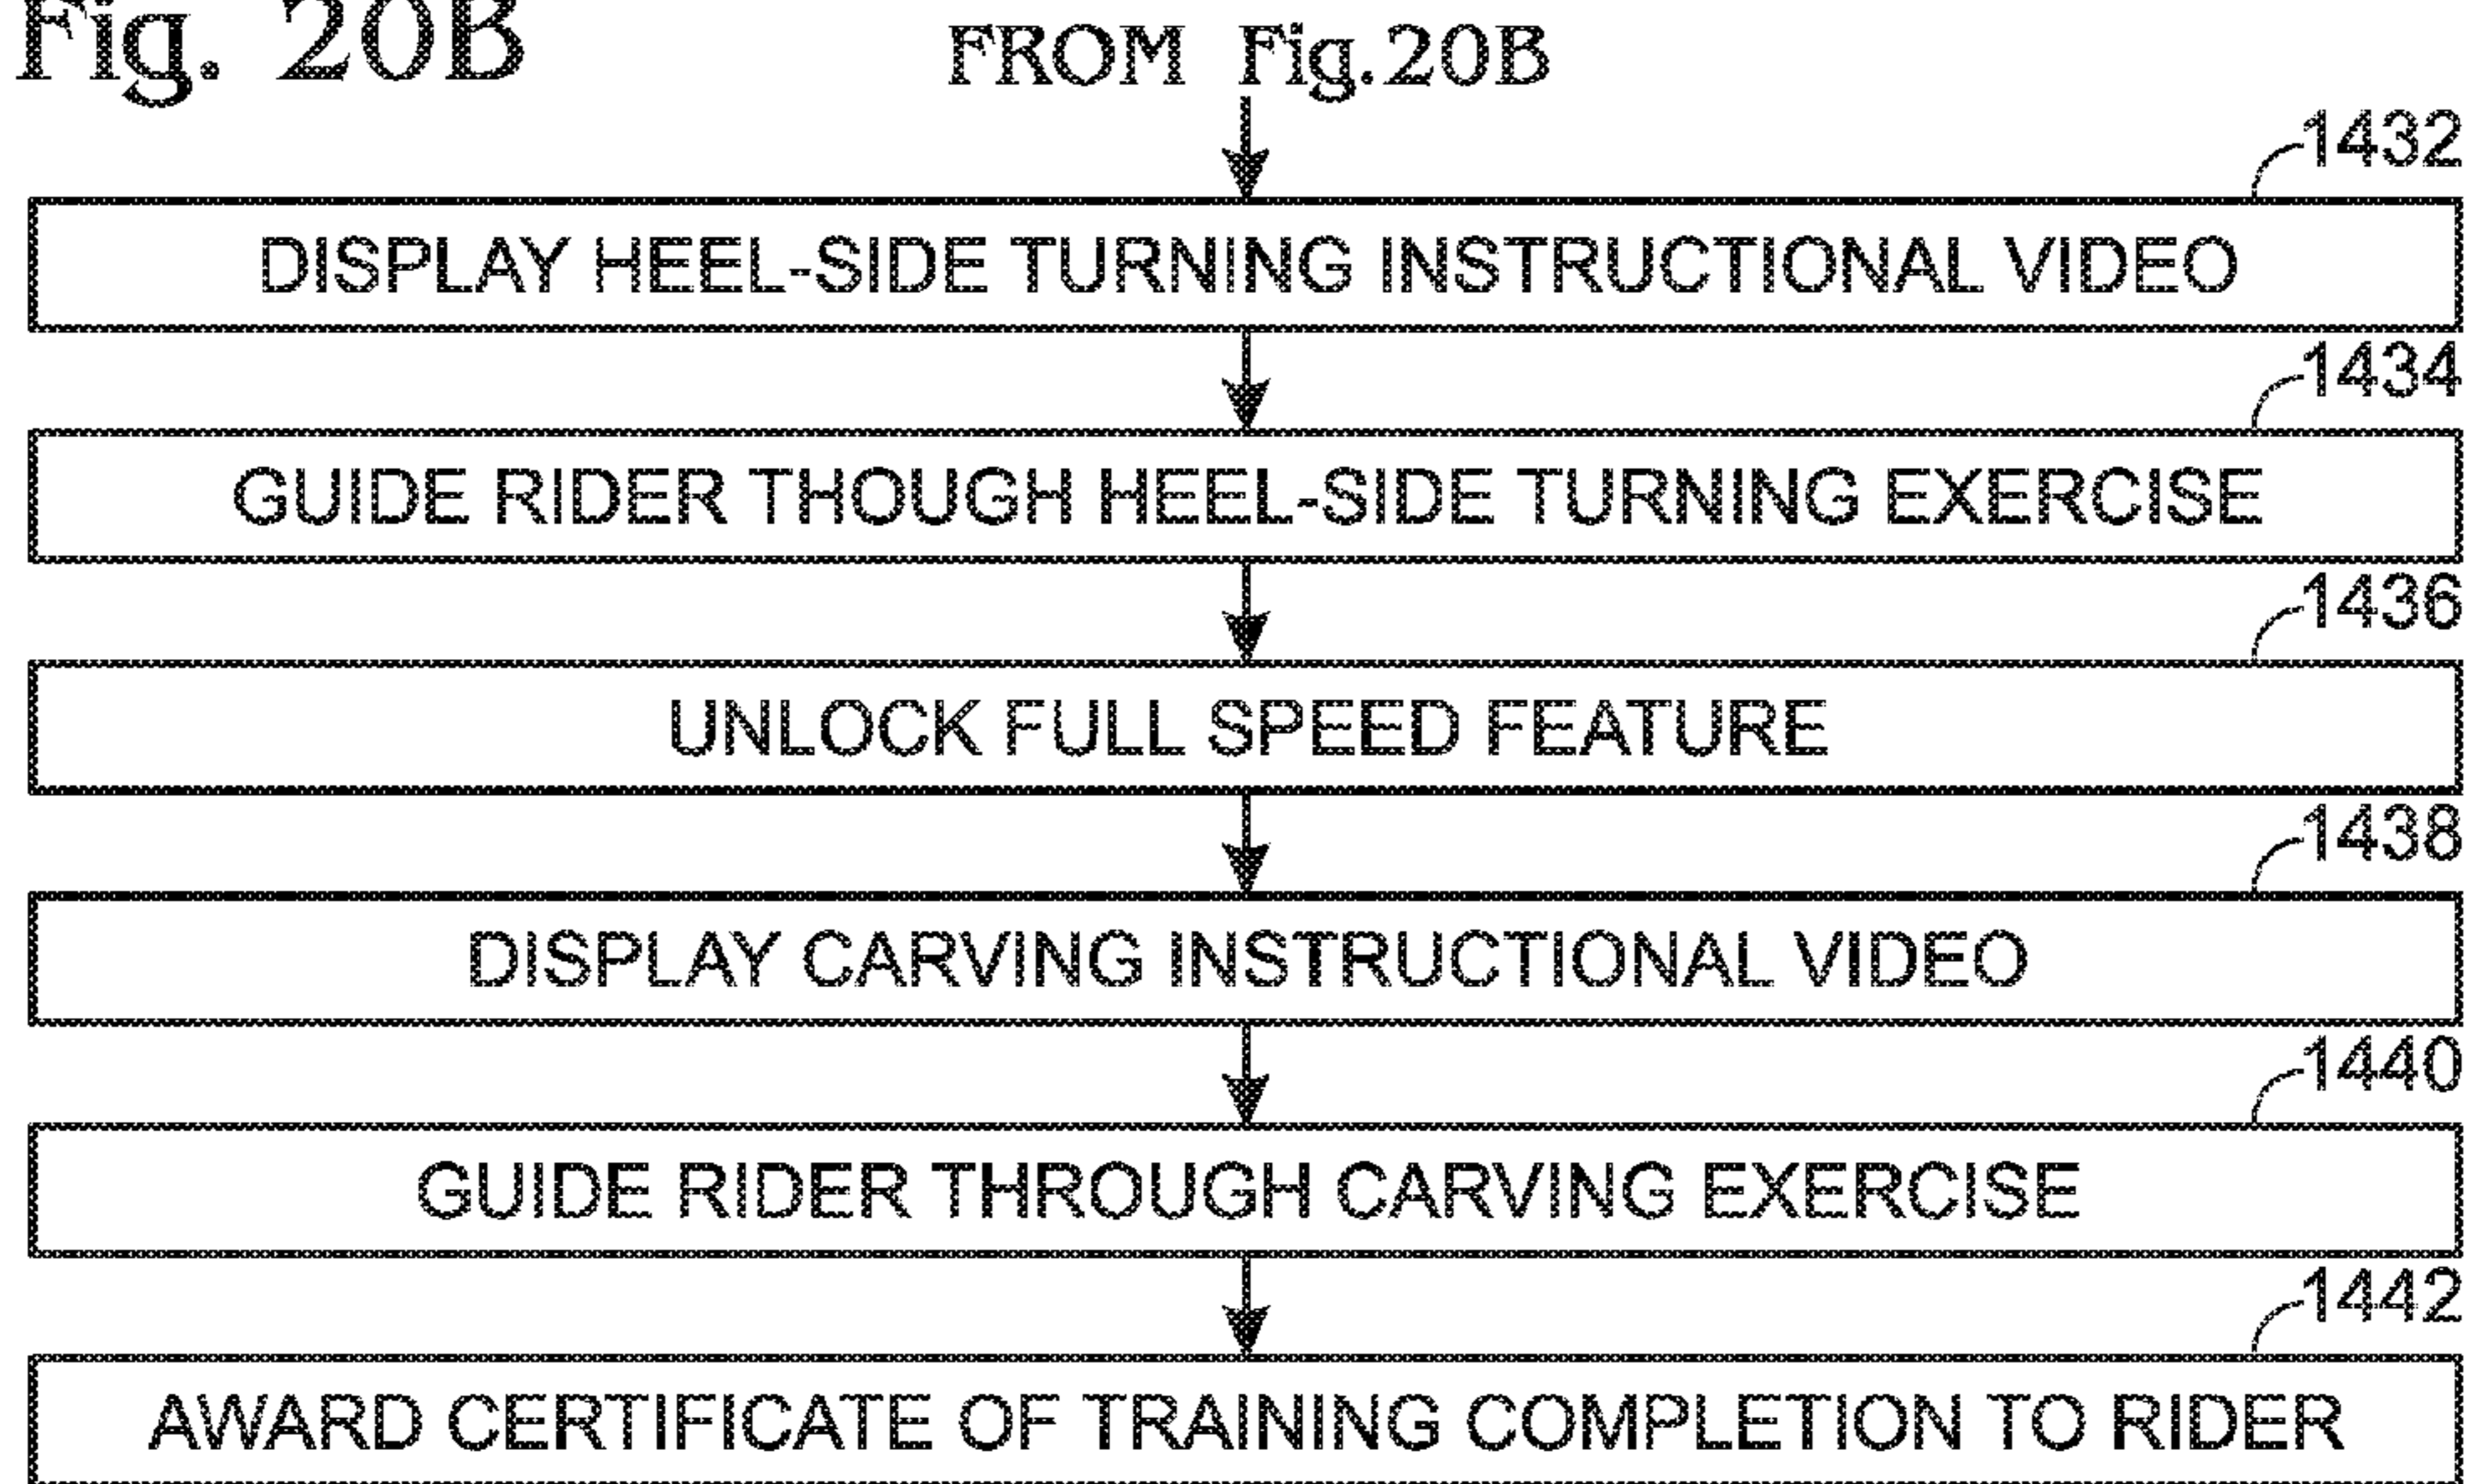 Fig. 20B
FROM Fig.20B
1432
DISPLAY HEEL-SIDE TURNING INSTRUCTIONAL VIDEO
1434
GUIDE RIDER THOUGH HEEL-SIDE TURNING EXERCISE
1436
UNLOCK FULL SPEED FEATURE
1438
DISPLAY CARVING INSTRUCTIONAL VIDEO
1440
GUIDE RIDER THROUGH CARVING EXERCISE
1442
AWARD CERTIFICATE OF TRAINING COMPLETION TO RIDER